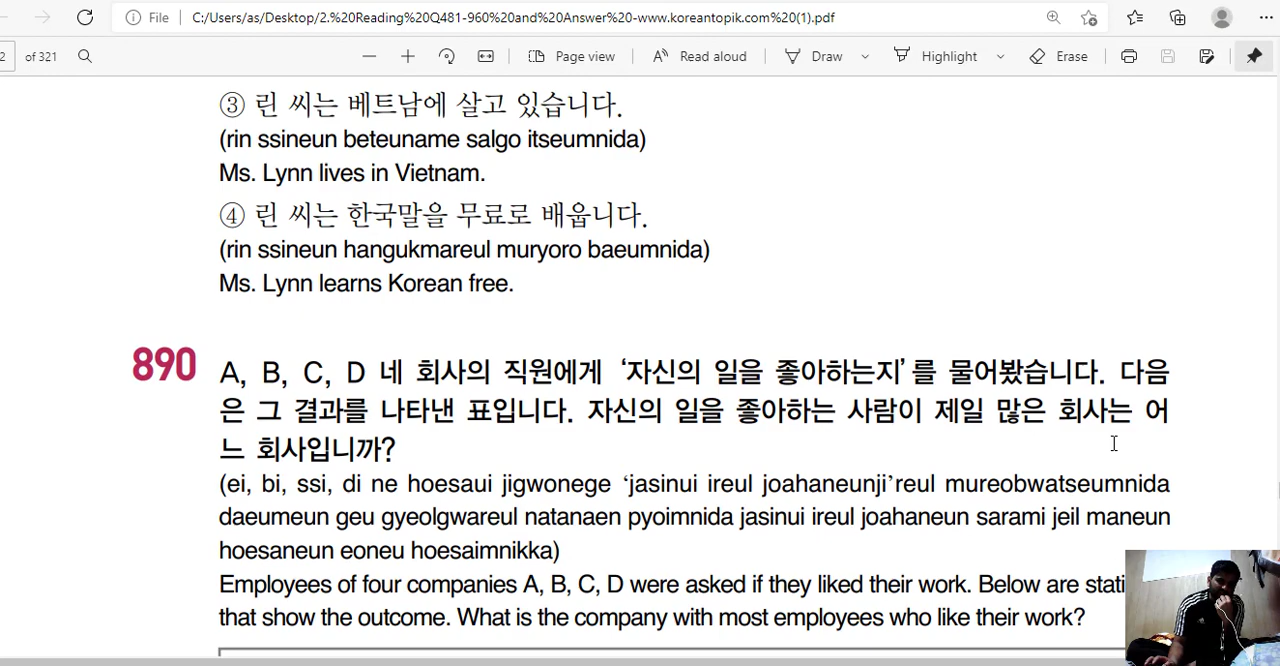 File C:/Users/as/Desktop/2.%20Reading%20Q481-960%20and%20Answer%20-www.koreantopik.com%20(1).pdf
2 of 321 Page view Read aloud Draw Highlight Erase
③ 린 씨는 베트남에 살고 있습니다.
(rin ssineun beteuname salgo itseumnida)
Ms. Lynn lives in Vietnam.
④ 린 씨는 한국말을 무료로 배웁니다.
(rin ssineun hangukmareul muryoro baeumnida)
Ms. Lynn learns Korean free.
890 A, B, C, D 네 회사의 직원에게 ‘자신의 일을 좋아하는지’를 물어봤습니다. 다음
은 그 결과를 나타낸 표입니다. 자신의 일을 좋아하는 사람이 제일 많은 회사는 어
느 회사입니까?
(ei, bi, ssi, di ne hoesaui jigwonege ‘jasinui ireul joahaneunji’reul mureobwatseumnida
daeumeun geu gyeolgwareul natanaen pyoimnida jasinui ireul joahaneun sarami jeil maneun
hoesaneun eoneu hoesaimnikka)
Employees of four companies A, B, C, D were asked if they liked their work. Below are stati
that show the outcome. What is the company with most employees who like their work?